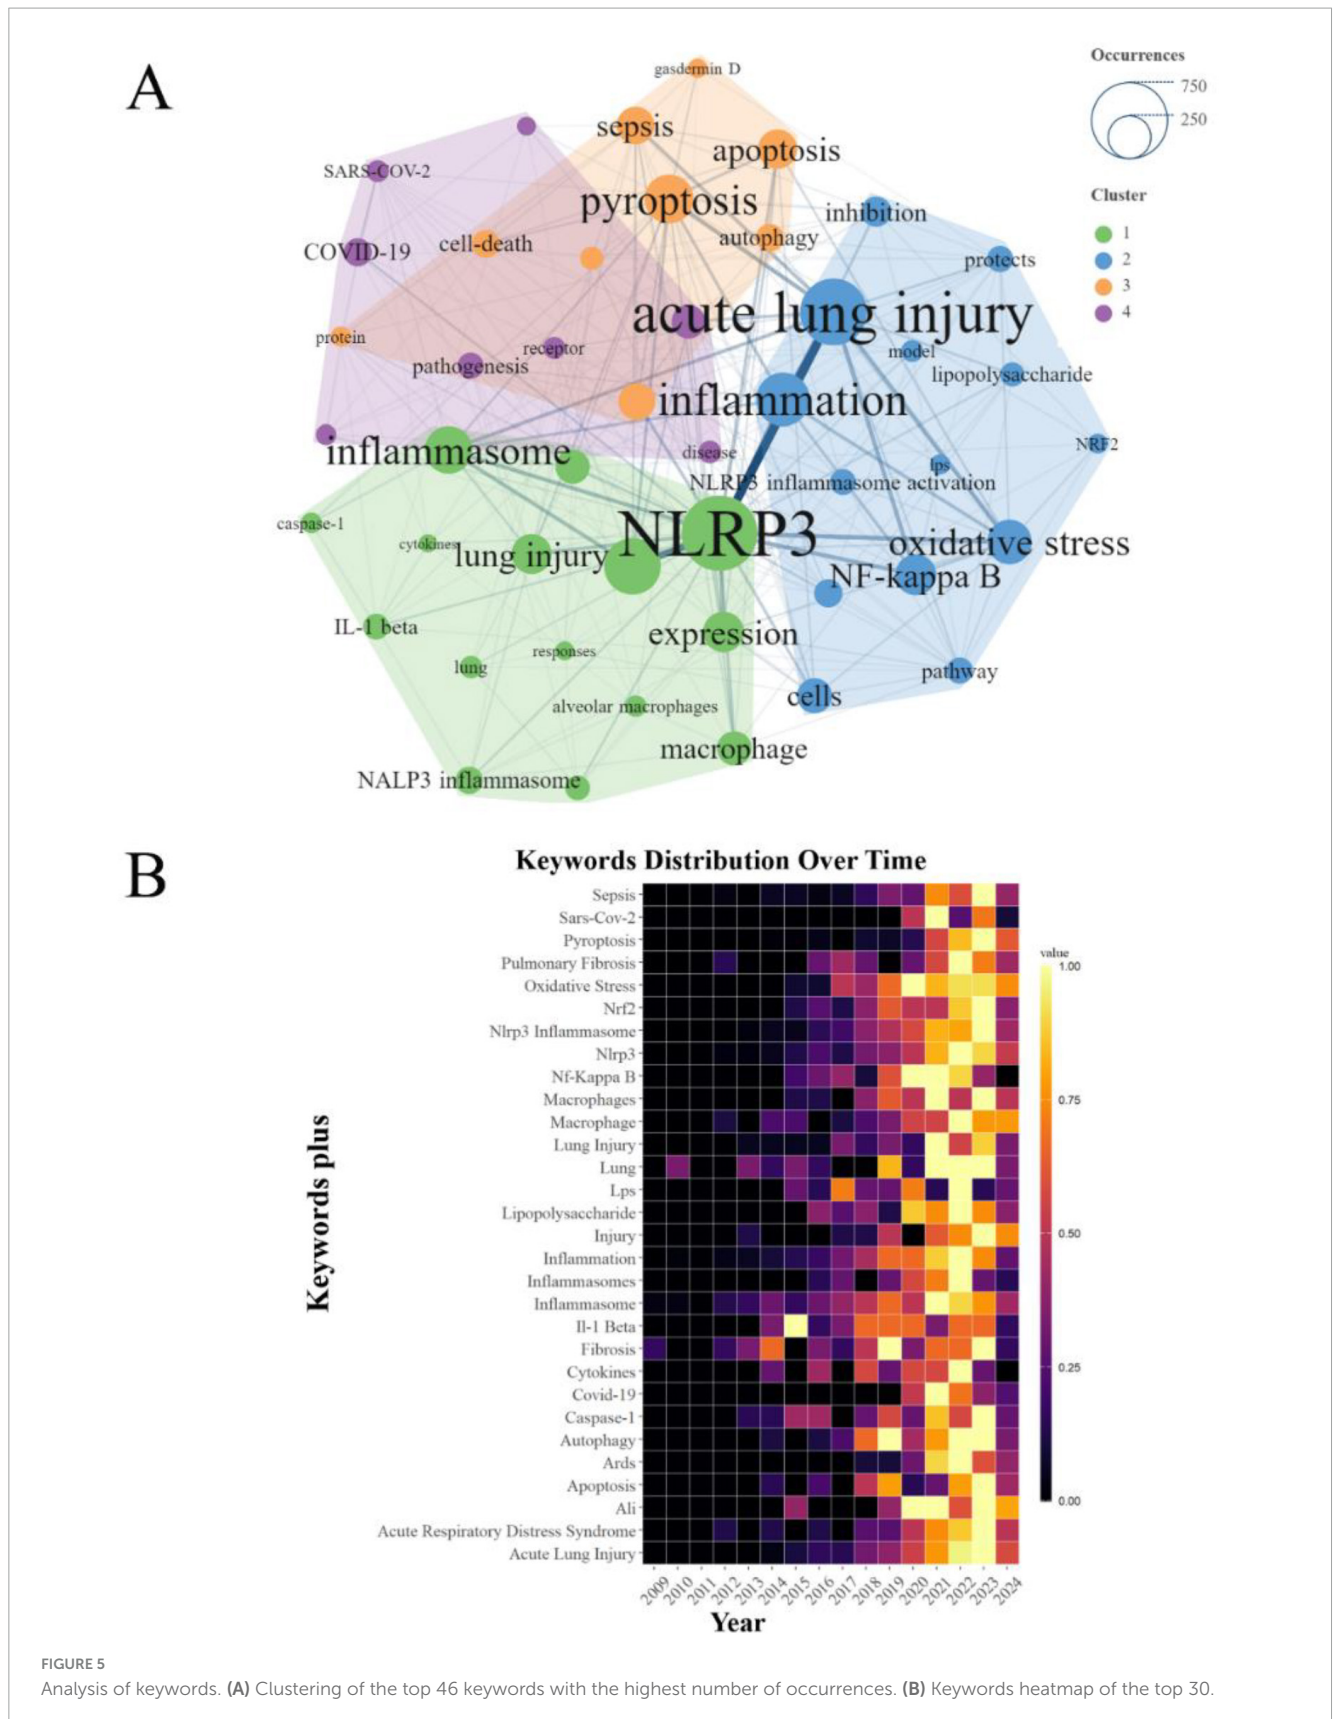 A
gasdermin D
sepsis
apoptosis
SARS-COV-2
pyroptosis
inhibition
COVID-19
cell-death
autophagy
protects
acute lung injury
protein
receptor
model
pathogenesis
lipopolysaccharide
inflammation
inflammasome
disease
NRF2
lps
NLRP3 inflammasome activation
caspase-1
cytokines
lung injury
NLRP3
oxidative stress
NF-kappa B
IL-1 beta
expression
responses
lung
pathway
cells
alveolar macrophages
macrophage
NALP3 inflammasome
Occurrences
750
250
Cluster
1
2
3
4
B
Keywords Distribution Over Time
Keywords plus
Sepsis
Sars-Cov-2
Pyroptosis
Pulmonary Fibrosis
Oxidative Stress
Nrf2
Nlrp3 Inflammasome
Nlrp3
Nf-Kappa B
Macrophages
Macrophage
Lung Injury
Lung
Lps
Lipopolysaccharide
Injury
Inflammation
Inflammasomes
Inflammasome
Il-1 Beta
Fibrosis
Cytokines
Covid-19
Caspase-1
Autophagy
Ards
Apoptosis
Ali
Acute Respiratory Distress Syndrome
Acute Lung Injury
2009 2010 2011 2012 2013 2014 2015 2016 2017 2018 2019 2020 2021 2022 2023 2024
Year
value
1.00
0.75
0.50
0.25
0.00
FIGURE 5
Analysis of keywords. (A) Clustering of the top 46 keywords with the highest number of occurrences. (B) Keywords heatmap of the top 30.